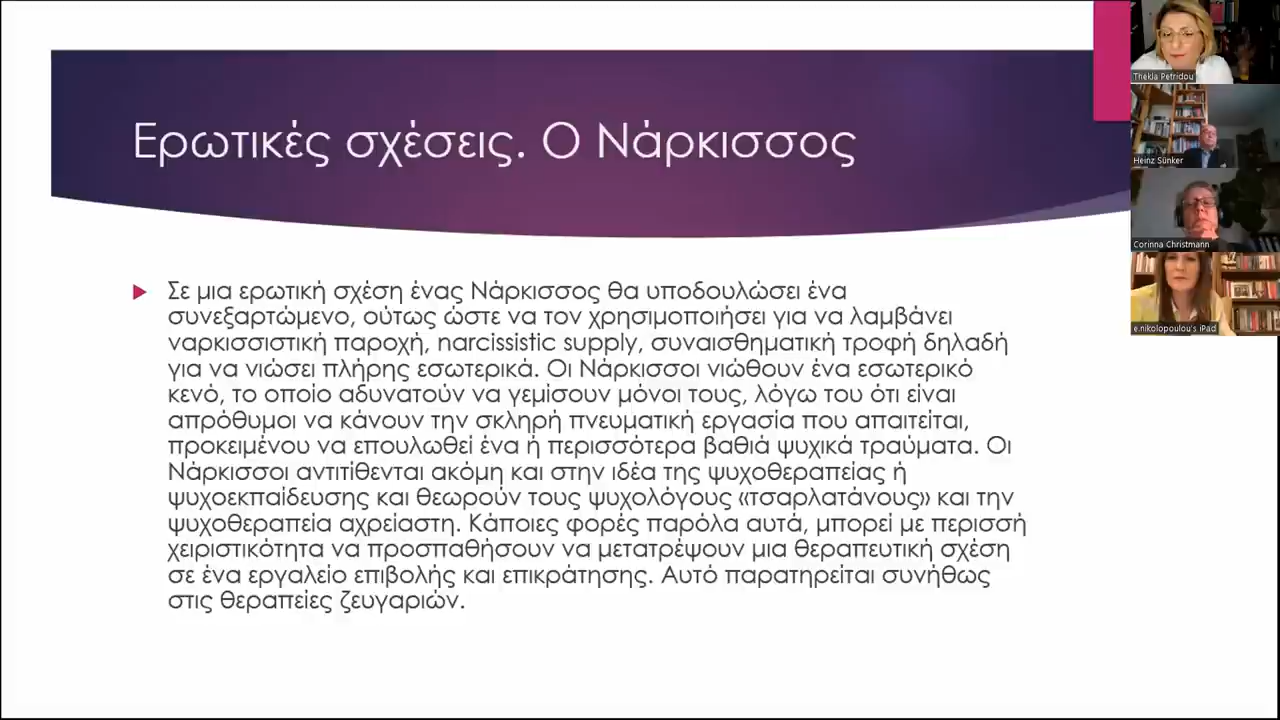 Ερωτικές σχέσεις. Ο Νάρκισσος
Σε μια ερωτική σχέση ένας Νάρκισσος θα υποδουλώσει ένα
συνεξαρτώμενο, ούτως ώστε να τον χρησιμοποιήσει για να λαμβάνει
ναρκισσιστική παροχή, narcissistic supply, συναισθηματική τροφή δηλαδή
για να νιώσει πλήρης εσωτερικά. Οι Νάρκισσοι νιώθουν ένα εσωτερικό
κενό, το οποίο αδυνατούν να γεμίσουν μόνοι τους, λόγω του ότι είναι
απρόθυμοι να κάνουν την σκληρή πνευματική εργασία που απαιτείται,
προκειμένου να επουλωθεί ένα ή περισσότερα βαθιά ψυχικά τραύματα. Οι
Νάρκισσοι αντιτίθενται ακόμη και στην ιδέα της ψυχοθεραπείας ή
ψυχοεκπαίδευσης και θεωρούν τους ψυχολόγους «τσαρλατάνους» και την
ψυχοθεραπεία αχρείαστη. Κάποιες φορές παρόλα αυτά, μπορεί με περισσή
χειριστικότητα να προσπαθήσουν να μετατρέψουν μια θεραπευτική σχέση
σε ένα εργαλείο επιβολής και επικράτησης. Αυτό παρατηρείται συνήθως
στις θεραπείες ζευγαριών.
Thekla Petridou
Heinz Sünker
Corinna Christmann
e.nikolopoulou's iPad